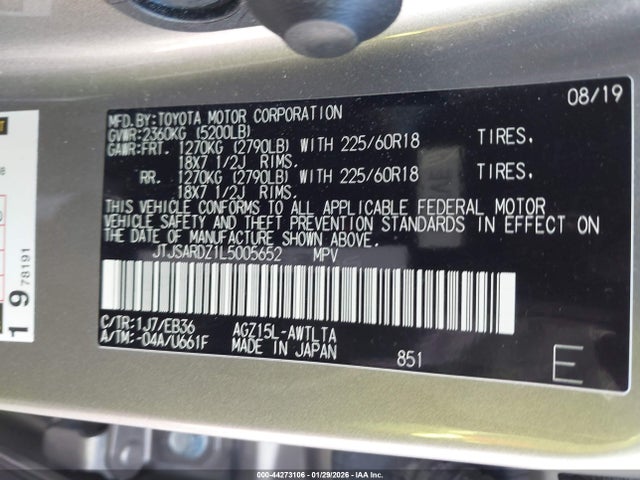 08/19
MFD.BY:TOYOTA MOTOR CORPORATION
GVWR:2360KG (5200LB)
GAWR:FRT. 1270KG (2790LB) WITH 225/60R18 TIRES.
18X7 1/2J RIMS.
RR. 1270KG (2790LB) WITH 225/60R18 TIRES.
18X7 1/2J RIMS.
THIS VEHICLE CONFORMS TO ALL APPLICABLE FEDERAL MOTOR
VEHICLE SAFETY AND THEFT PREVENTION STANDARDS IN EFFECT ON
THE DATE OF MANUFACTURE SHOWN ABOVE.
JTJSARDZ1L5005652 MPV
C/TR:1J7/EB36 AGZ15L-AWTLTA
A/TM:-04A/U661F MADE IN JAPAN 851
E
19 78191
000-44273106 - 01/29/2026 - © IAA Inc.